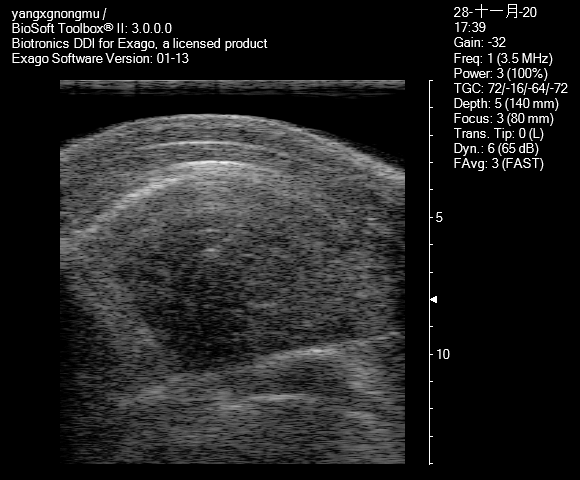 yangxgnongmu /
BioSoft Toolbox® II: 3.0.0.0
Biotronics DDI for Exago, a licensed product
Exago Software Version: 01-13
28-十一月-20
17:39
Gain: -32
Freq: 1 (3.5 MHz)
Power: 3 (100%)
TGC: 72/-16/-64/-72
Depth: 5 (140 mm)
Focus: 3 (80 mm)
Trans. Tip: 0 (L)
Dyn.: 6 (65 dB)
FAvg: 3 (FAST)
5
10